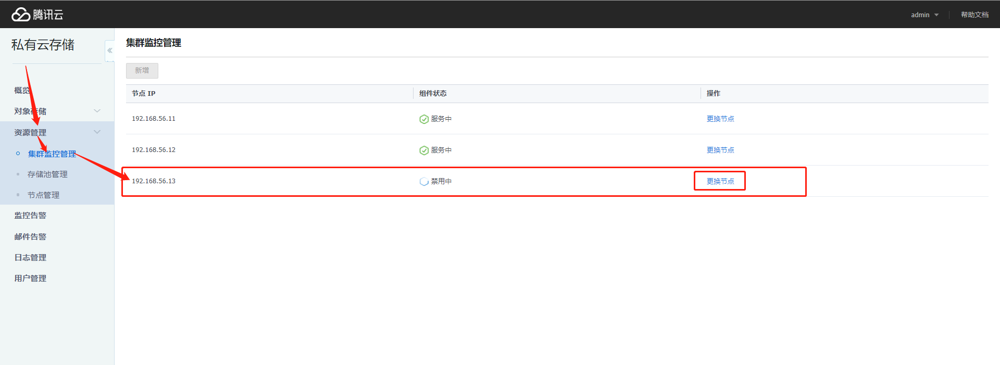 腾讯云
admin
帮助文档
私有云存储
概览
对象存储
资源管理
集群监控管理
存储池管理
节点管理
监控告警
邮件告警
日志管理
用户管理
集群监控管理
新增
节点 IP 组件状态 操作
192.168.56.11 服务中 更换节点
192.168.56.12 服务中 更换节点
192.168.56.13 禁用中 更换节点